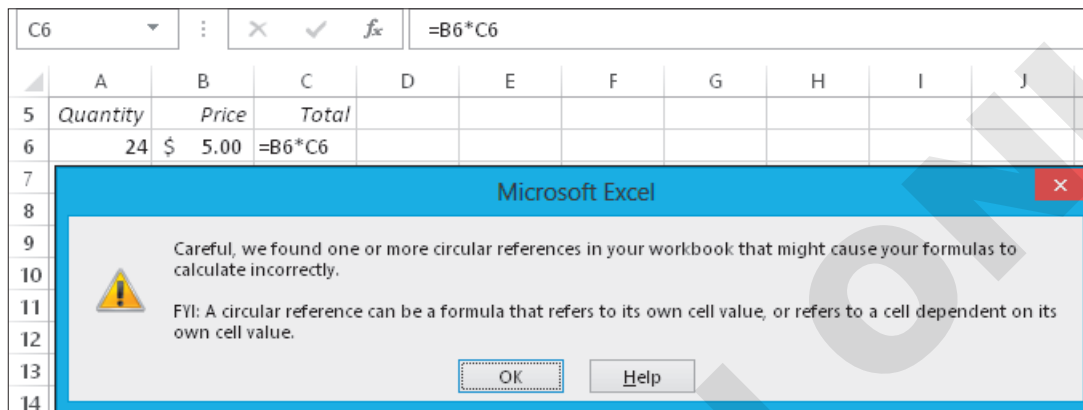 C6 fx =B6*C6
A B C D E F G H I J
5 Quantity Price Total
6 24 $ 5.00 =B6*C6
7
Microsoft Excel
8
9 Careful, we found one or more circular references in your workbook that might cause your formulas to
10 calculate incorrectly.
11 FYI: A circular reference can be a formula that refers to its own cell value, or refers to a cell dependent on its
12 own cell value.
13 OK Help
14